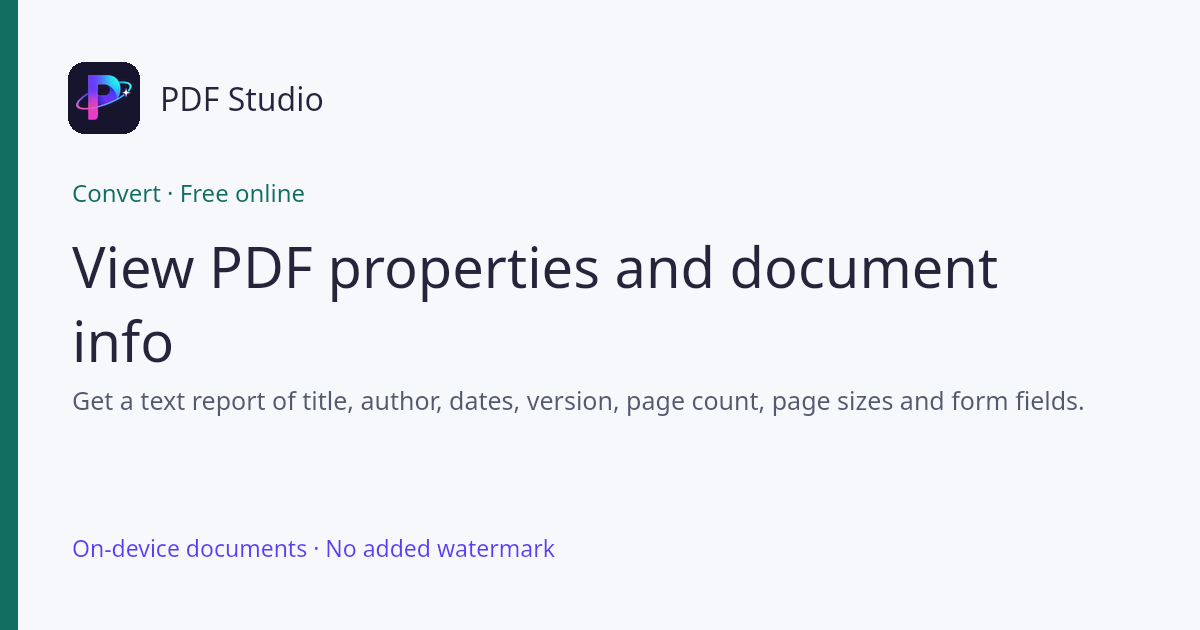 PDF Studio
Convert · Free online
View PDF properties and document
info
Get a text report of title, author, dates, version, page count, page sizes and form fields.
On-device documents · No added watermark